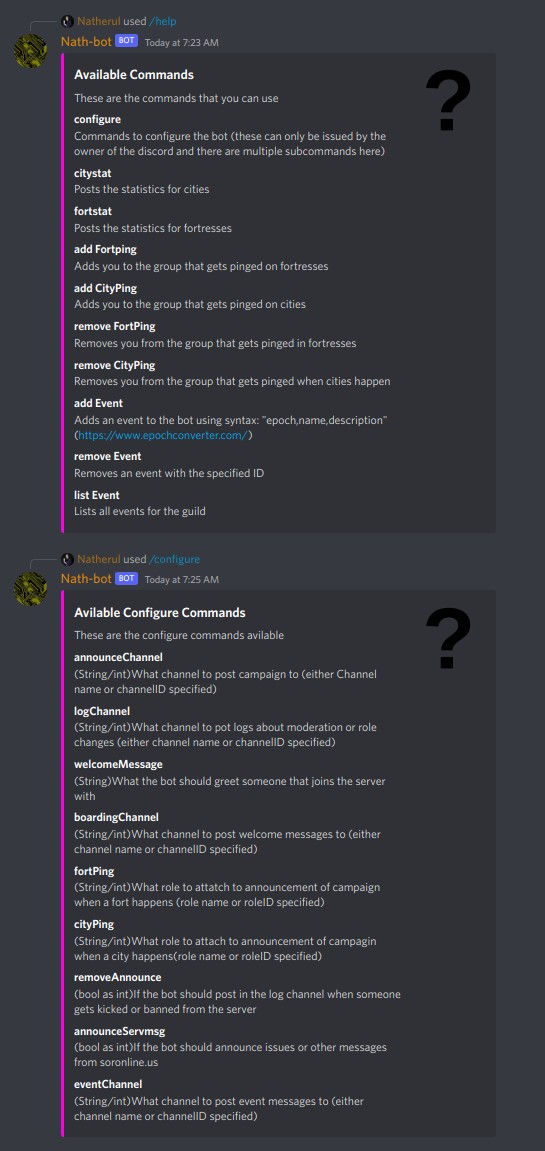 Natherul used /help
Nath-bot BOT Today at 7:23 AM
Available Commands
These are the commands that you can use
configure
Commands to configure the bot (these can only be issued by the
owner of the discord and there are multiple subcommands here)
citystat
Posts the statistics for cities
fortstat
Posts the statistics for fortresses
add Fortping
Adds you to the group that gets pinged on fortresses
add CityPing
Adds you to the group that gets pinged on cities
remove FortPing
Removes you from the group that gets pinged in fortresses
remove CityPing
Removes you from the group that gets pinged when cities happen
add Event
Adds an event to the bot using syntax: "epoch,name,description"
(https://www.epochconverter.com/)
remove Event
Removes an event with the specified ID
list Event
Lists all events for the guild
?
Natherul used /configure
Nath-bot BOT Today at 7:25 AM
Avilable Configure Commands
These are the configure commands avilable
announceChannel
(String/int)What channel to post campaign to (either Channel
name or channelID specified)
logChannel
(String/int)What channel to pot logs about moderation or role
changes (either channel name or channelID specified)
welcomeMessage
(String)What the bot should greet someone that joins the server
with
boardingChannel
(String/int)What channel to post welcome messages to (either
channel name or channelID specified)
fortPing
(String/int)What role to attatch to announcement of campaign
when a fort happens (role name or roleID specified)
cityPing
(String/int)What role to attach to announcement of campagin
when a city happens(role name or roleID specified)
removeAnnounce
(bool as int)If the bot should post in the log channel when someone
gets kicked or banned from the server
announceServmsg
(bool as int)If the bot should announce issues or other messages
from soronline.us
eventChannel
(String/int)What channel to post event messages to (either
channel name or channelID specified)
?